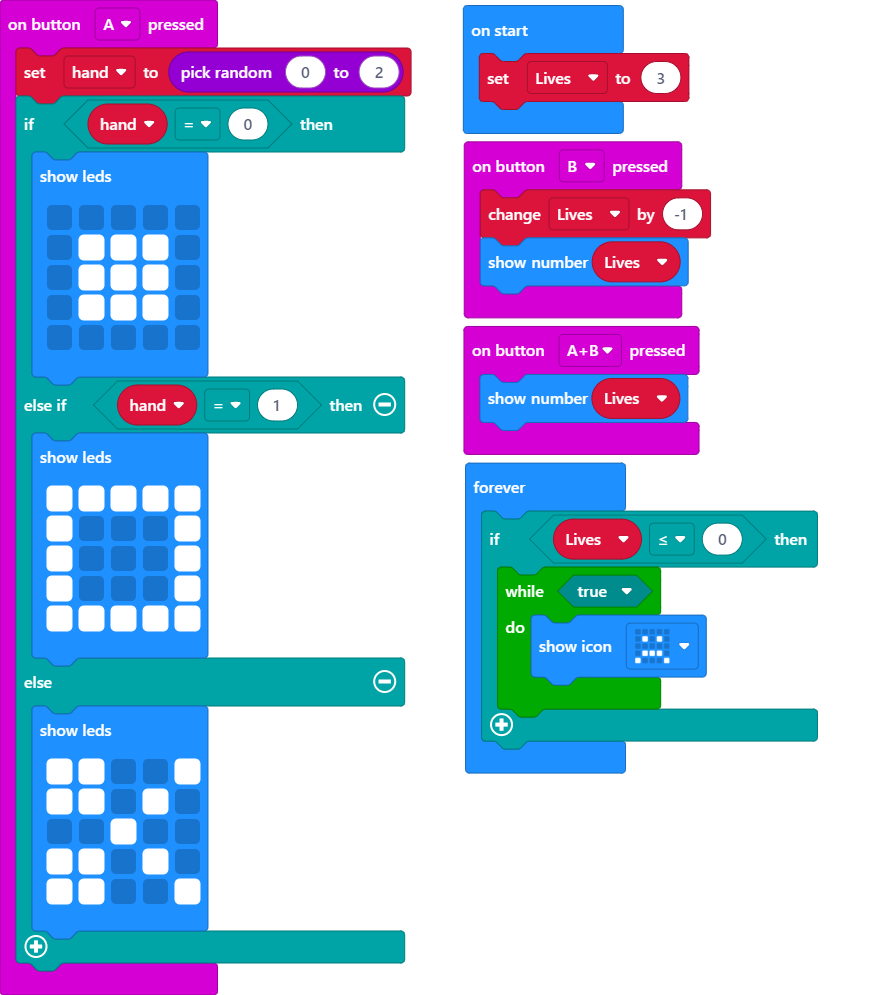 on button A pressed
set hand to pick random 0 to 2
if hand = 0 then
show leds
else if hand = 1 then
show leds
else
show leds
on start
set Lives to 3
on button B pressed
change Lives by -1
show number Lives
on button A+B pressed
show number Lives
forever
if Lives ≤ 0 then
while true
do show icon